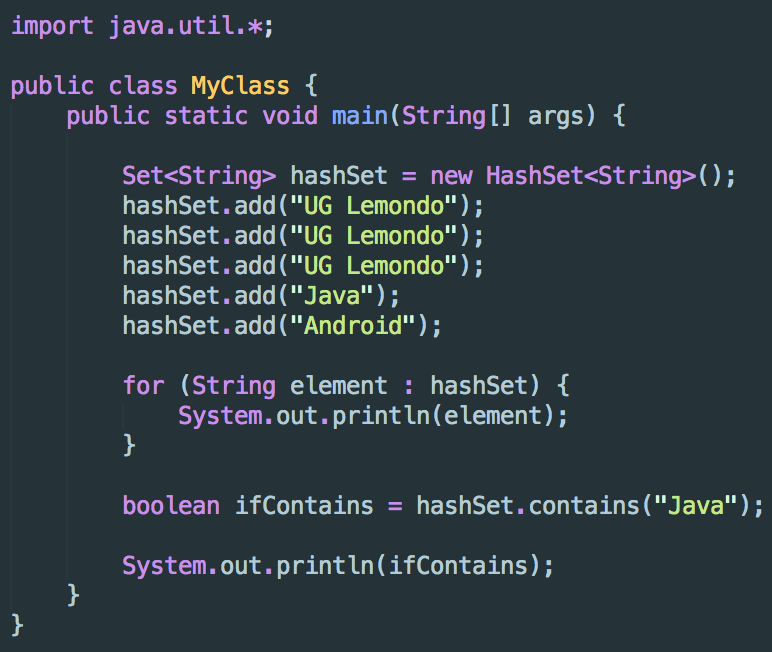 import java.util.*;
public class MyClass {
public static void main(String[] args) {
Set<String> hashSet = new HashSet<String>();
hashSet.add("UG Lemondo");
hashSet.add("UG Lemondo");
hashSet.add("UG Lemondo");
hashSet.add("Java");
hashSet.add("Android");
for (String element : hashSet) {
System.out.println(element);
}
boolean ifContains = hashSet.contains("Java");
System.out.println(ifContains);
}
}